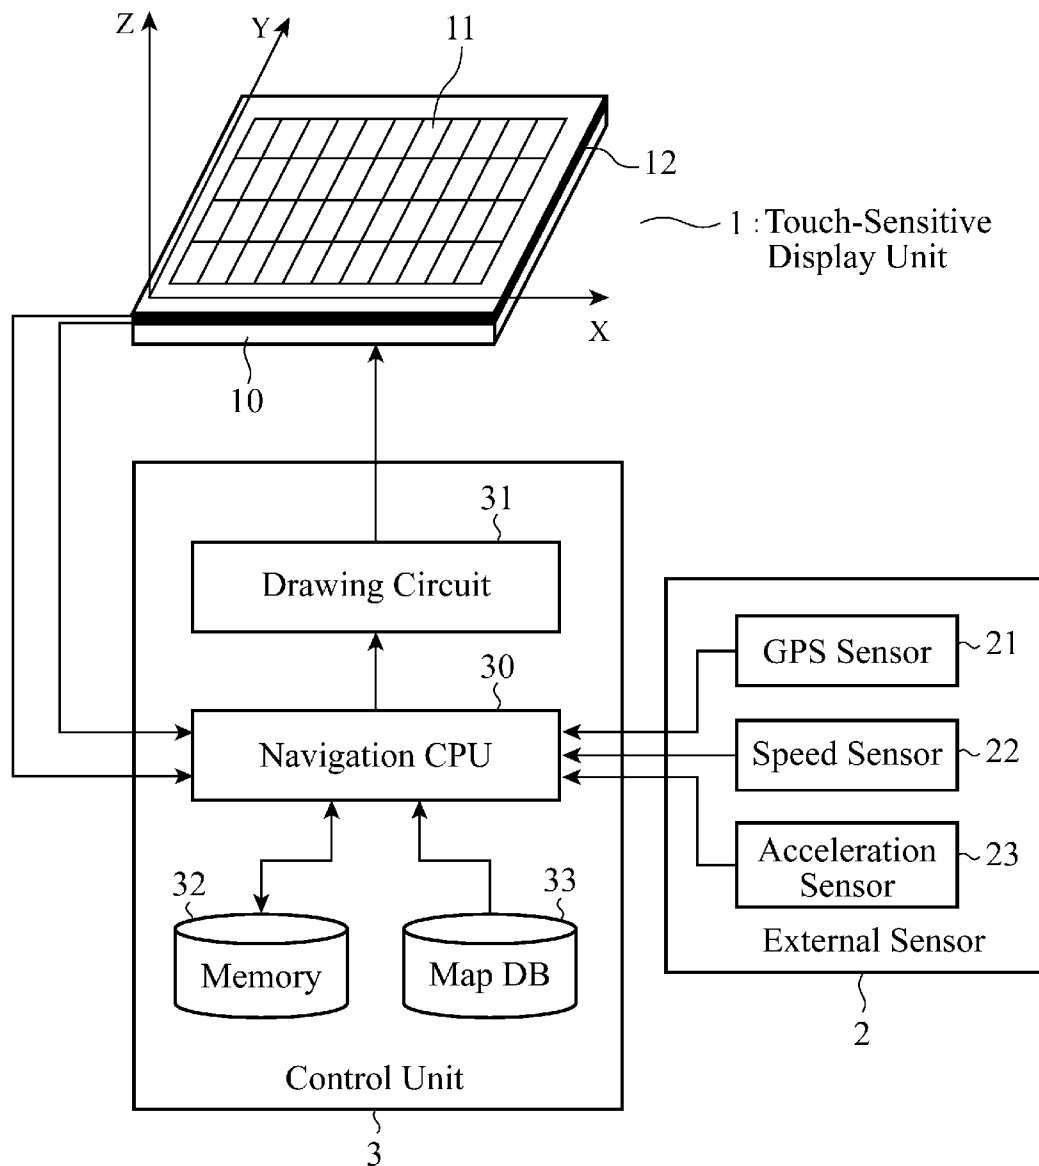 Z
Y
11
12
1 : Touch-Sensitive
Display Unit
X
10
31
Drawing Circuit
30
Navigation CPU
GPS Sensor
21
Speed Sensor
22
Acceleration
Sensor
23
External Sensor
2
32
Memory
33
Map DB
Control Unit
3